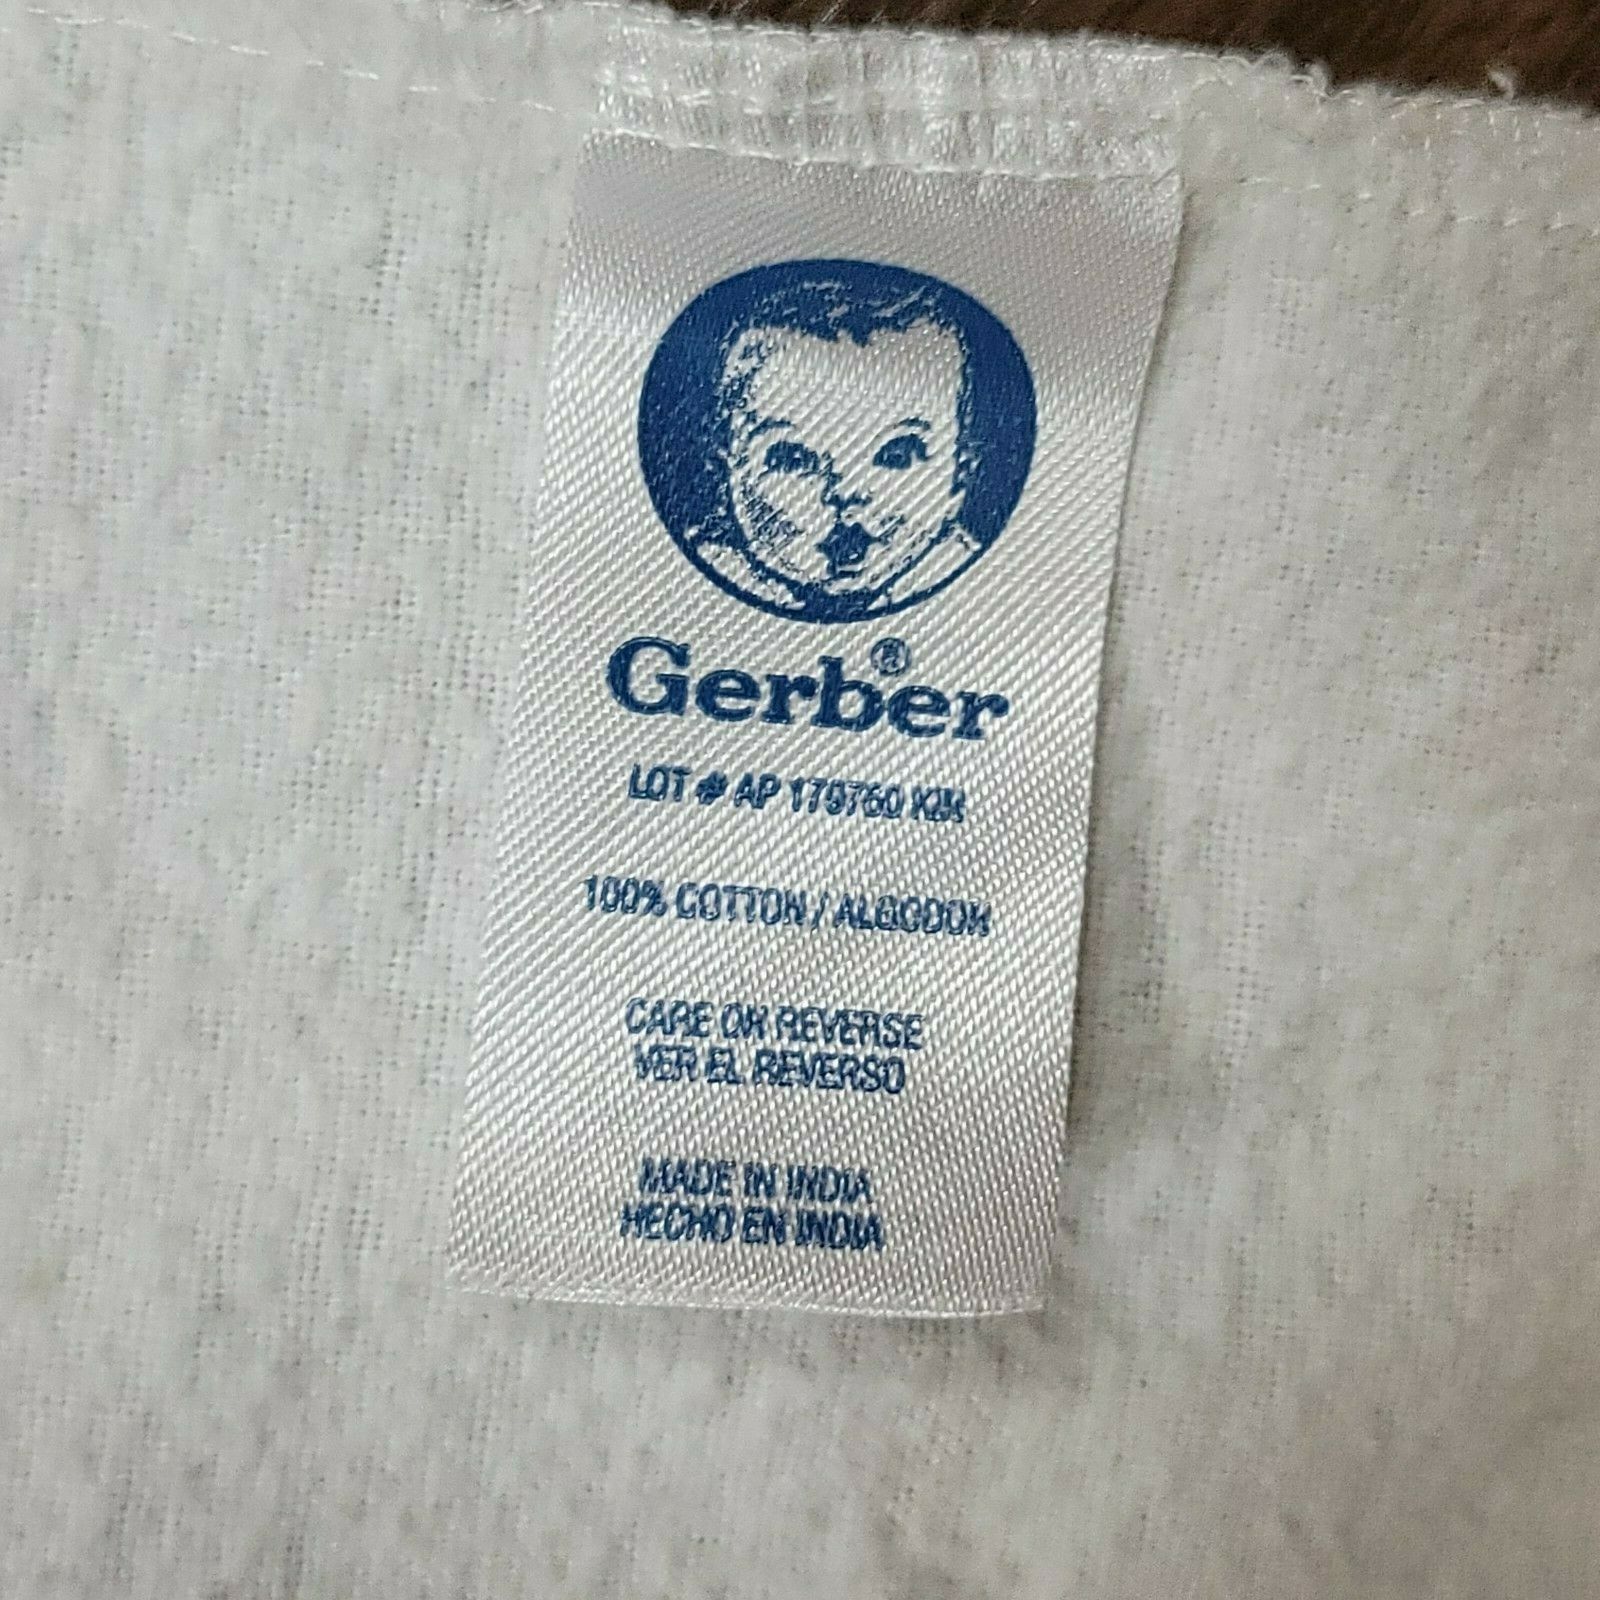 Gerber®
LOT # AP 179760 KIN
100% COTTON / ALGODON
CARE ON REVERSE
VER EL REVERSO
MADE IN INDIA
HECHO EN INDIA